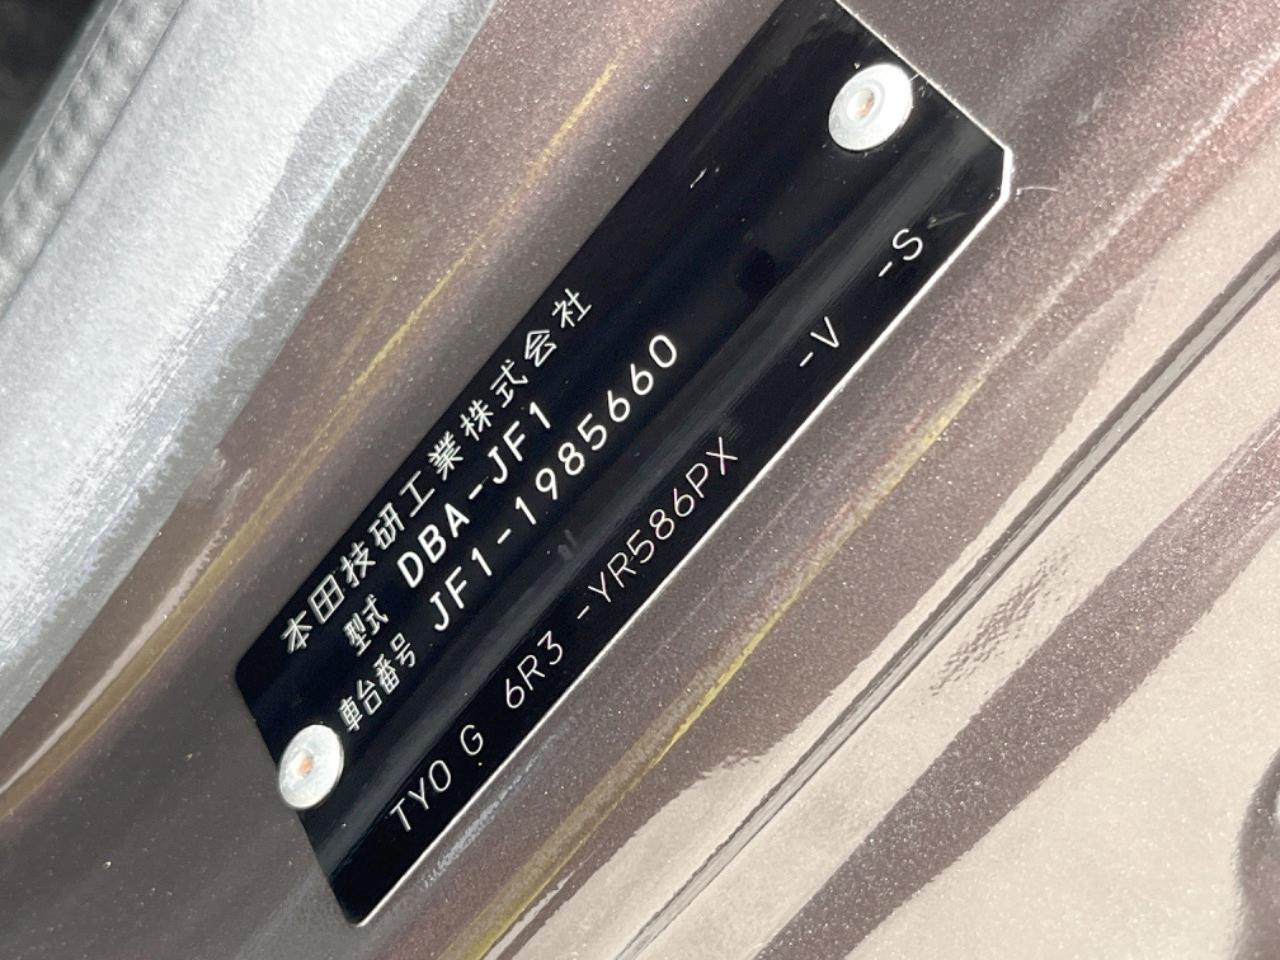 本田技研工業株式会社
型式 DBA-JF1
車台番号 JF1-1985660
TYO G 6R3 -YR586PX -V -S